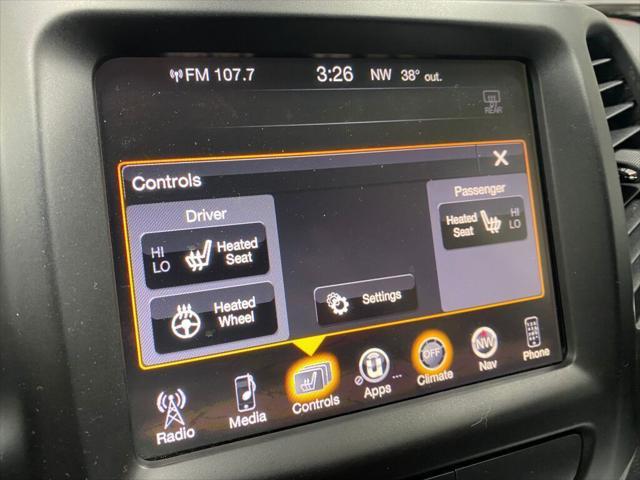 FM 107.7 3:26 NW 38° out.
REAR
Controls X
Driver
HI
LO
Heated
Seat
Heated
Wheel
Settings
Passenger
Heated
Seat
HI
LO
Radio
Media
Controls
Apps ...
OFF
Climate
NW
Nav
Phone